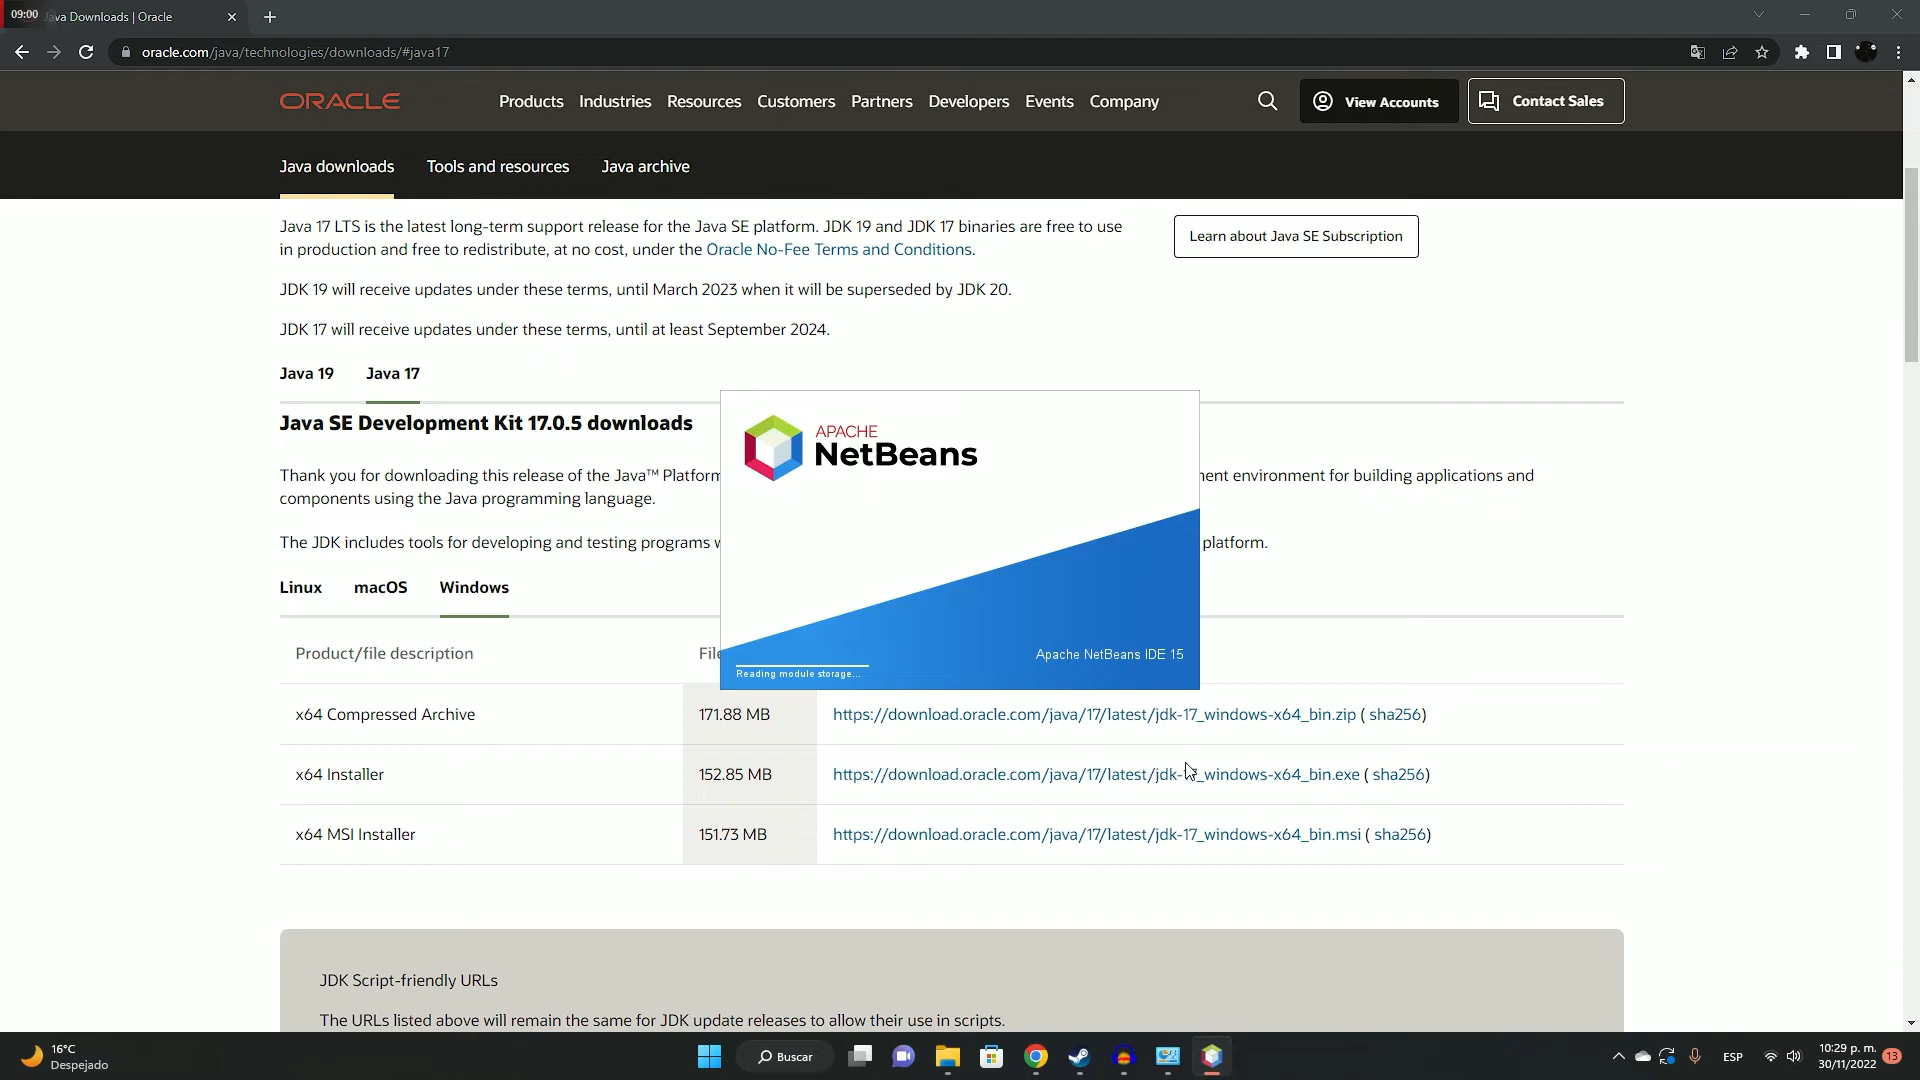 09:00
ava Downloads | Oracle
oracle.com/java/technologies/downloads/#java17
ORACLE
Products
Industries
Resources
Customers
Partners
Developers
Events
Company
View Accounts
Contact Sales
Java downloads
Tools and resources
Java archive
Java 17 LTS is the latest long-term support release for the Java SE platform. JDK 19 and JDK 17 binaries are free to use
in production and free to redistribute, at no cost, under the Oracle No-Fee Terms and Conditions.
Learn about Java SE Subscription
JDK 19 will receive updates under these terms, until March 2023 when it will be superseded by JDK 20.
JDK 17 will receive updates under these terms, until at least September 2024.
Java 19
Java 17
Java SE Development Kit 17.0.5 downloads
Thank you for downloading this release of the Java™ Platform
ent environment for building applications and
components using the Java programming language.
The JDK includes tools for developing and testing programs
platform.
APACHE
NetBeans
Apache NetBeans IDE 15
Reading module storage...
Linux
macOS
Windows
Product/file description
File
x64 Compressed Archive
171.88 MB
https://download.oracle.com/java/17/latest/jdk-17_windows-x64_bin.zip ( sha256)
x64 Installer
152.85 MB
https://download.oracle.com/java/17/latest/jdk-17_windows-x64_bin.exe ( sha256)
x64 MSI Installer
151.73 MB
https://download.oracle.com/java/17/latest/jdk-17_windows-x64_bin.msi ( sha256)
JDK Script-friendly URLs
The URLs listed above will remain the same for JDK update releases to allow their use in scripts.
16°C
Despejado
Buscar
ESP
10:29 p. m.
30/11/2022
13